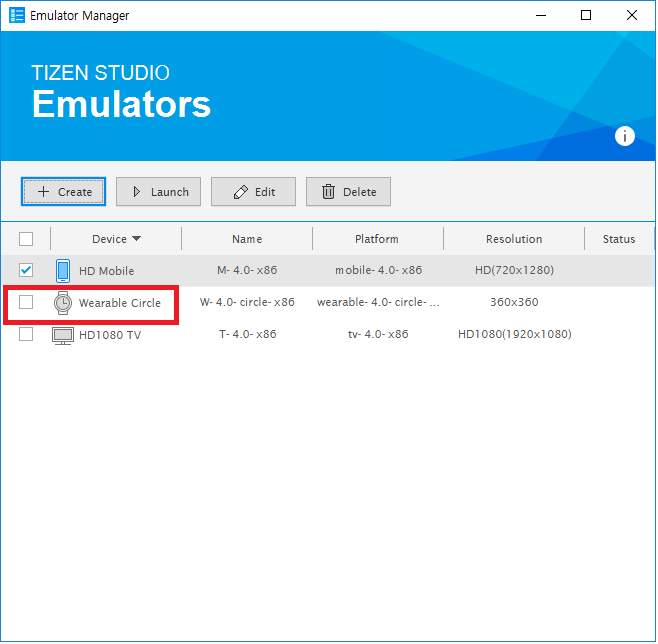 Emulator Manager
TIZEN STUDIO
Emulators
i
Create Launch Edit Delete
Device Name Platform Resolution Status
HD Mobile M- 4.0- x86 mobile- 4.0- x86 HD(720x1280)
Wearable Circle W- 4.0- circle- x86 wearable- 4.0- circle- ... 360x360
HD1080 TV T- 4.0- x86 tv- 4.0- x86 HD1080(1920x1080)